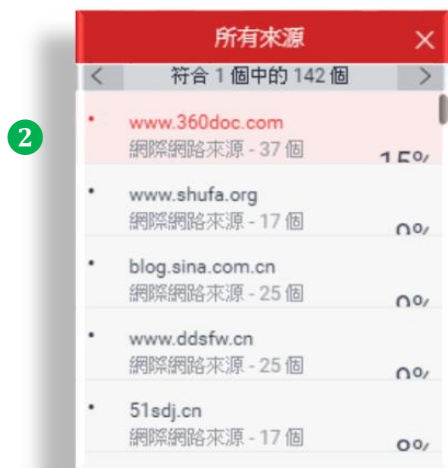 所有來源
符合 1 個中的 142 個
2
www.360doc.com
網際網路來源 - 37 個
15%
www.shufa.org
網際網路來源 - 17 個
blog.sina.com.cn
網際網路來源 - 25 個
www.ddsfw.cn
網際網路來源 - 25 個
51sdj.cn
網際網路來源 - 17 個